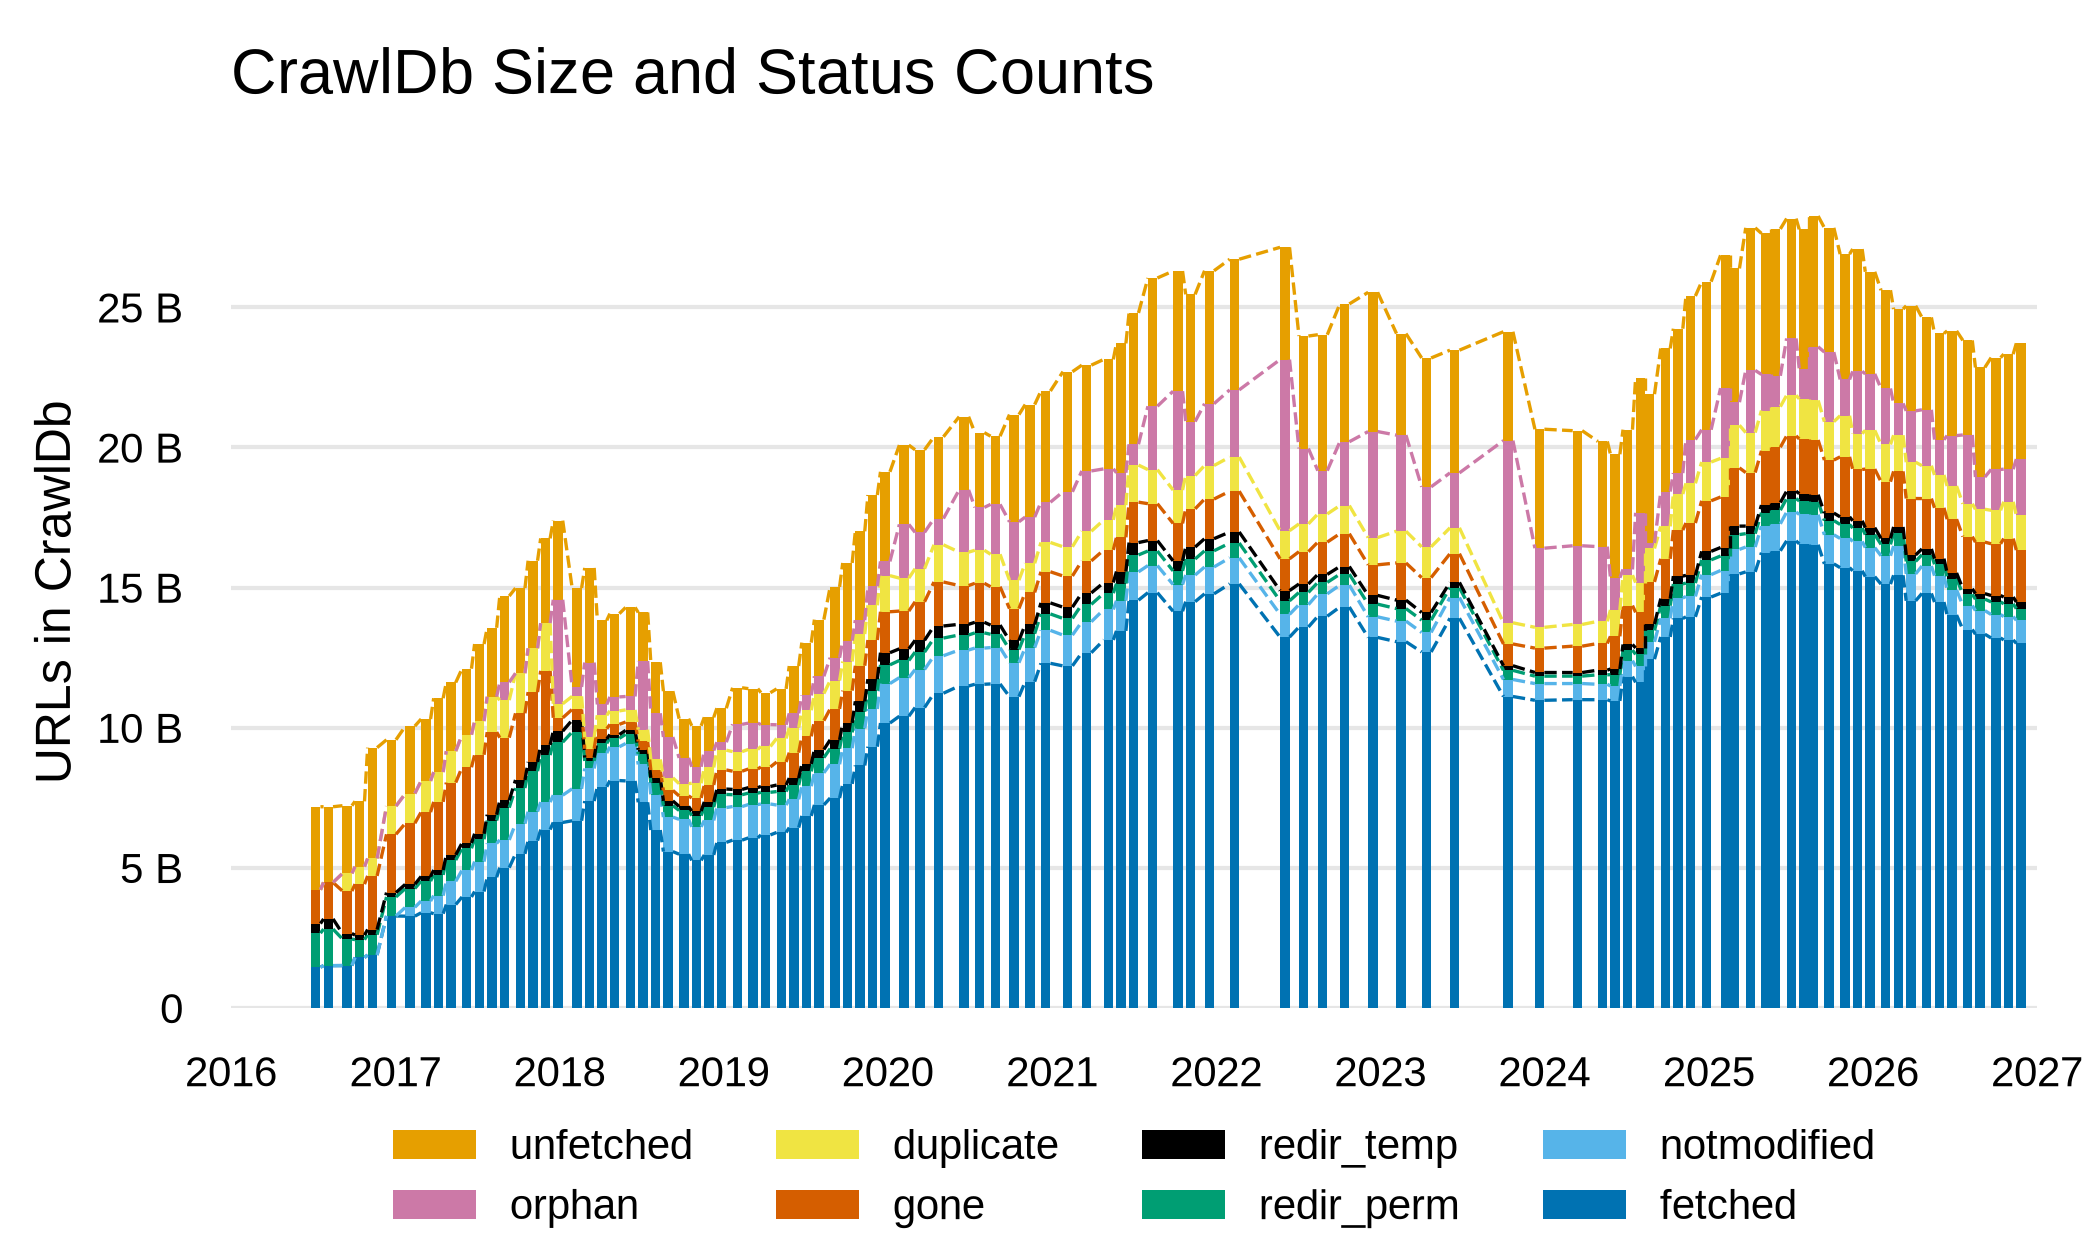 CrawlDb Size and Status Counts
URLs in CrawlDb
25 B
20 B
15 B
10 B
5 B
0
2016 2017 2018 2019 2020 2021 2022 2023 2024 2025 2026 2027
unfetched duplicate redir_temp notmodified
orphan gone redir_perm fetched